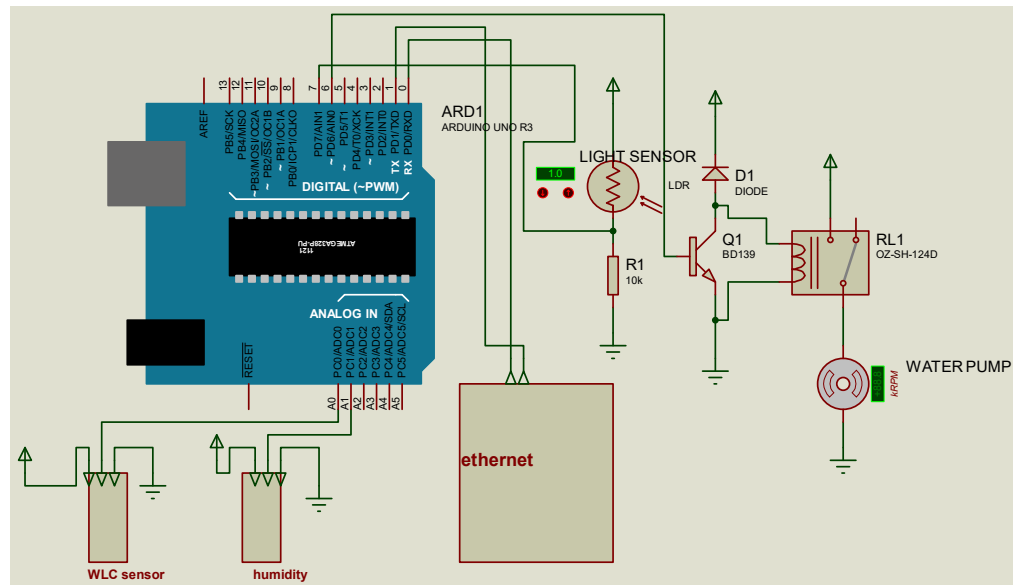 13
12
11
10
9
8
7
6
5
4
3
2
1
0
AREF
PB5/SCK
PB4/MISO
~PB3/MOSI/OC2A
~ PB2/SS/OC1B
~ PB1/OC1A
PB0/ICP1/CLKO
PD7/AIN1
~ PD6/AIN0
~ PD5/T1
PD4/T0/XCK
~ PD3/INT1
PD2/INT0
TX PD1/TXD
RX PD0/RXD
DIGITAL (~PWM)
ARD1
ARDUINO UNO R3
ATMEGA328P-PU
1121
ANALOG IN
RESET
PC0/ADC0
PC1/ADC1
PC2/ADC2
PC3/ADC3
PC4/ADC4/SDA
PC5/ADC5/SCL
A0
A1
A2
A3
A4
A5
LIGHT SENSOR
1.0
LDR
R1
10k
D1
DIODE
Q1
BD139
RL1
OZ-SH-124D
WATER PUMP
kRPM
ethernet
WLC sensor
humidity